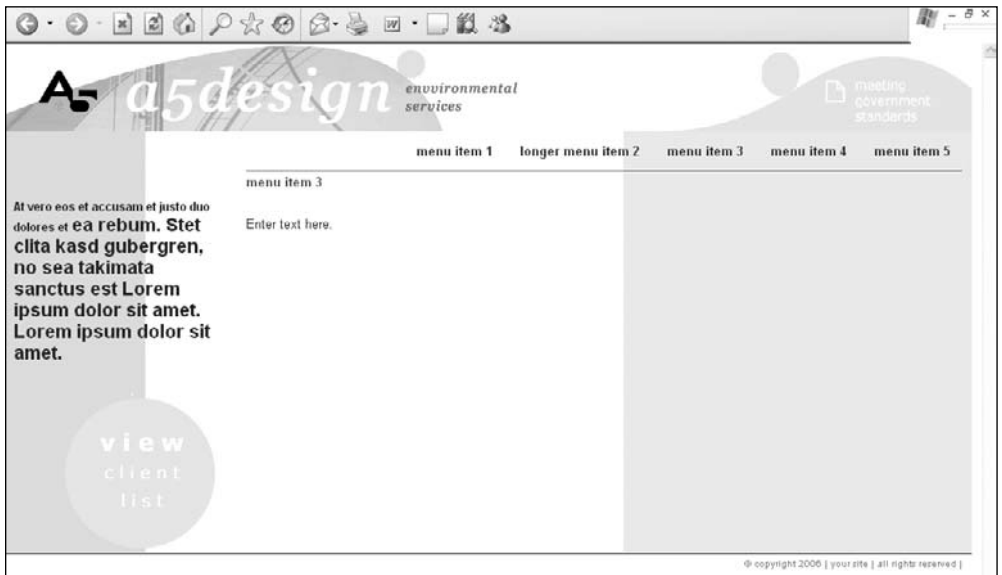 A5
a5design
enuvironmental
services
meeting
government
standards
menu item 1 longer menu item 2 menu item 3 menu item 4 menu item 5
menu item 3
Enter text here.
At vero eos et accusam et justo duo
dolores et ea rebum. Stet
clita kasd gubergren,
no sea takimata
sanctus est Lorem
ipsum dolor sit amet.
Lorem ipsum dolor sit
amet.
view
client
list
© copyright 2006 | your site | all rights reserved |